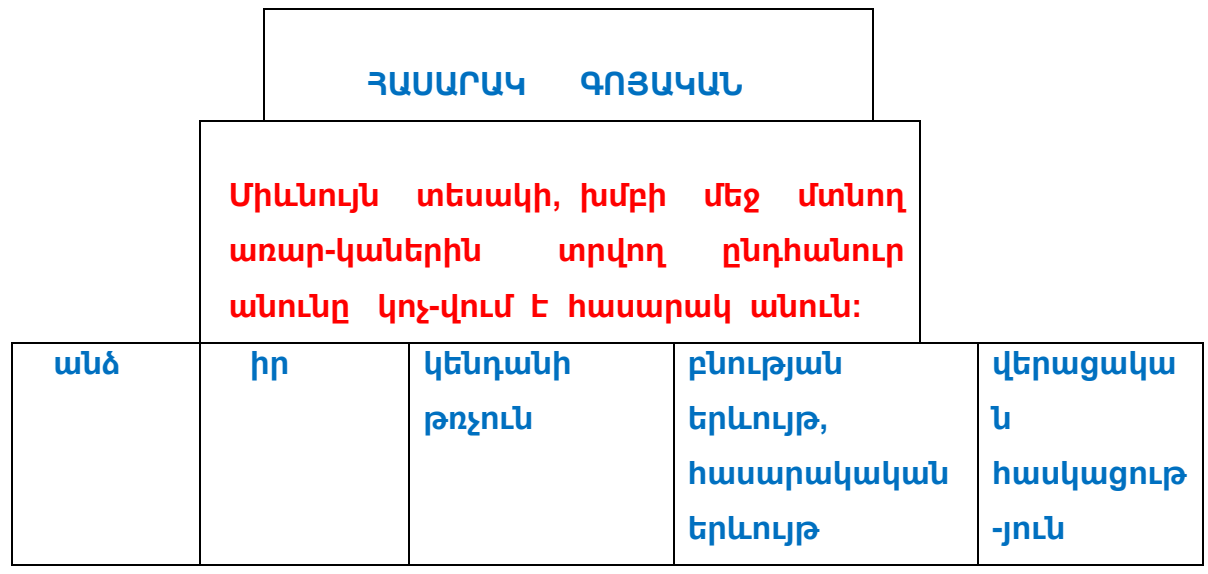 ՀԱՍԱՐԱԿ ԳՈՅԱԿԱՆ
Միևնույն տեսակի, խմբի մեջ մտնող
առար-կաներին տրվող ընդհանուր
անունը կոչ-վում է հասարակ անուն:
անձ
իր
կենդանի
թռչուն
բնության
երևույթ,
հասարակական
երևույթ
վերացակա
ն
հասկացութ
-յուն